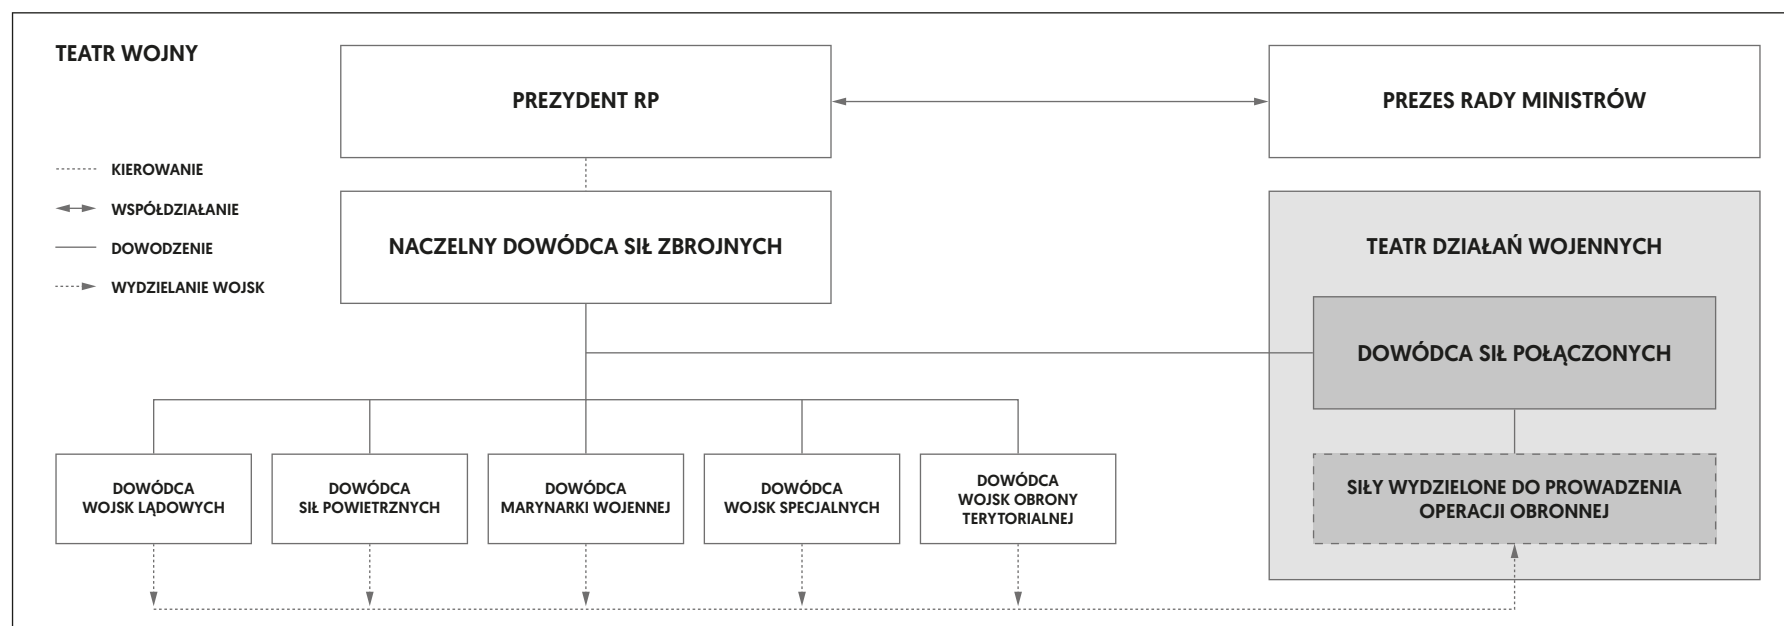 TEATR WOJNY
PREZYDENT RP
PREZES RADY MINISTRÓW
KIEROWANIE
WSPÓŁDZIAŁANIE
DOWODZENIE
WYDZIELANIE WOJSK
NACZELNY DOWÓDCA SIŁ ZBROJNYCH
TEATR DZIAŁAŃ WOJENNYCH
DOWÓDCA SIŁ POŁĄCZONYCH
DOWÓDCA
WOJSK LĄDOWYCH
DOWÓDCA
SIŁ POWIETRZNYCH
DOWÓDCA
MARYNARKI WOJENNEJ
DOWÓDCA
WOJSK SPECJALNYCH
DOWÓDCA
WOJSK OBRONY
TERYTORIALNEJ
SIŁY WYDZIELONE DO PROWADZENIA
OPERACJI OBRONNEJ